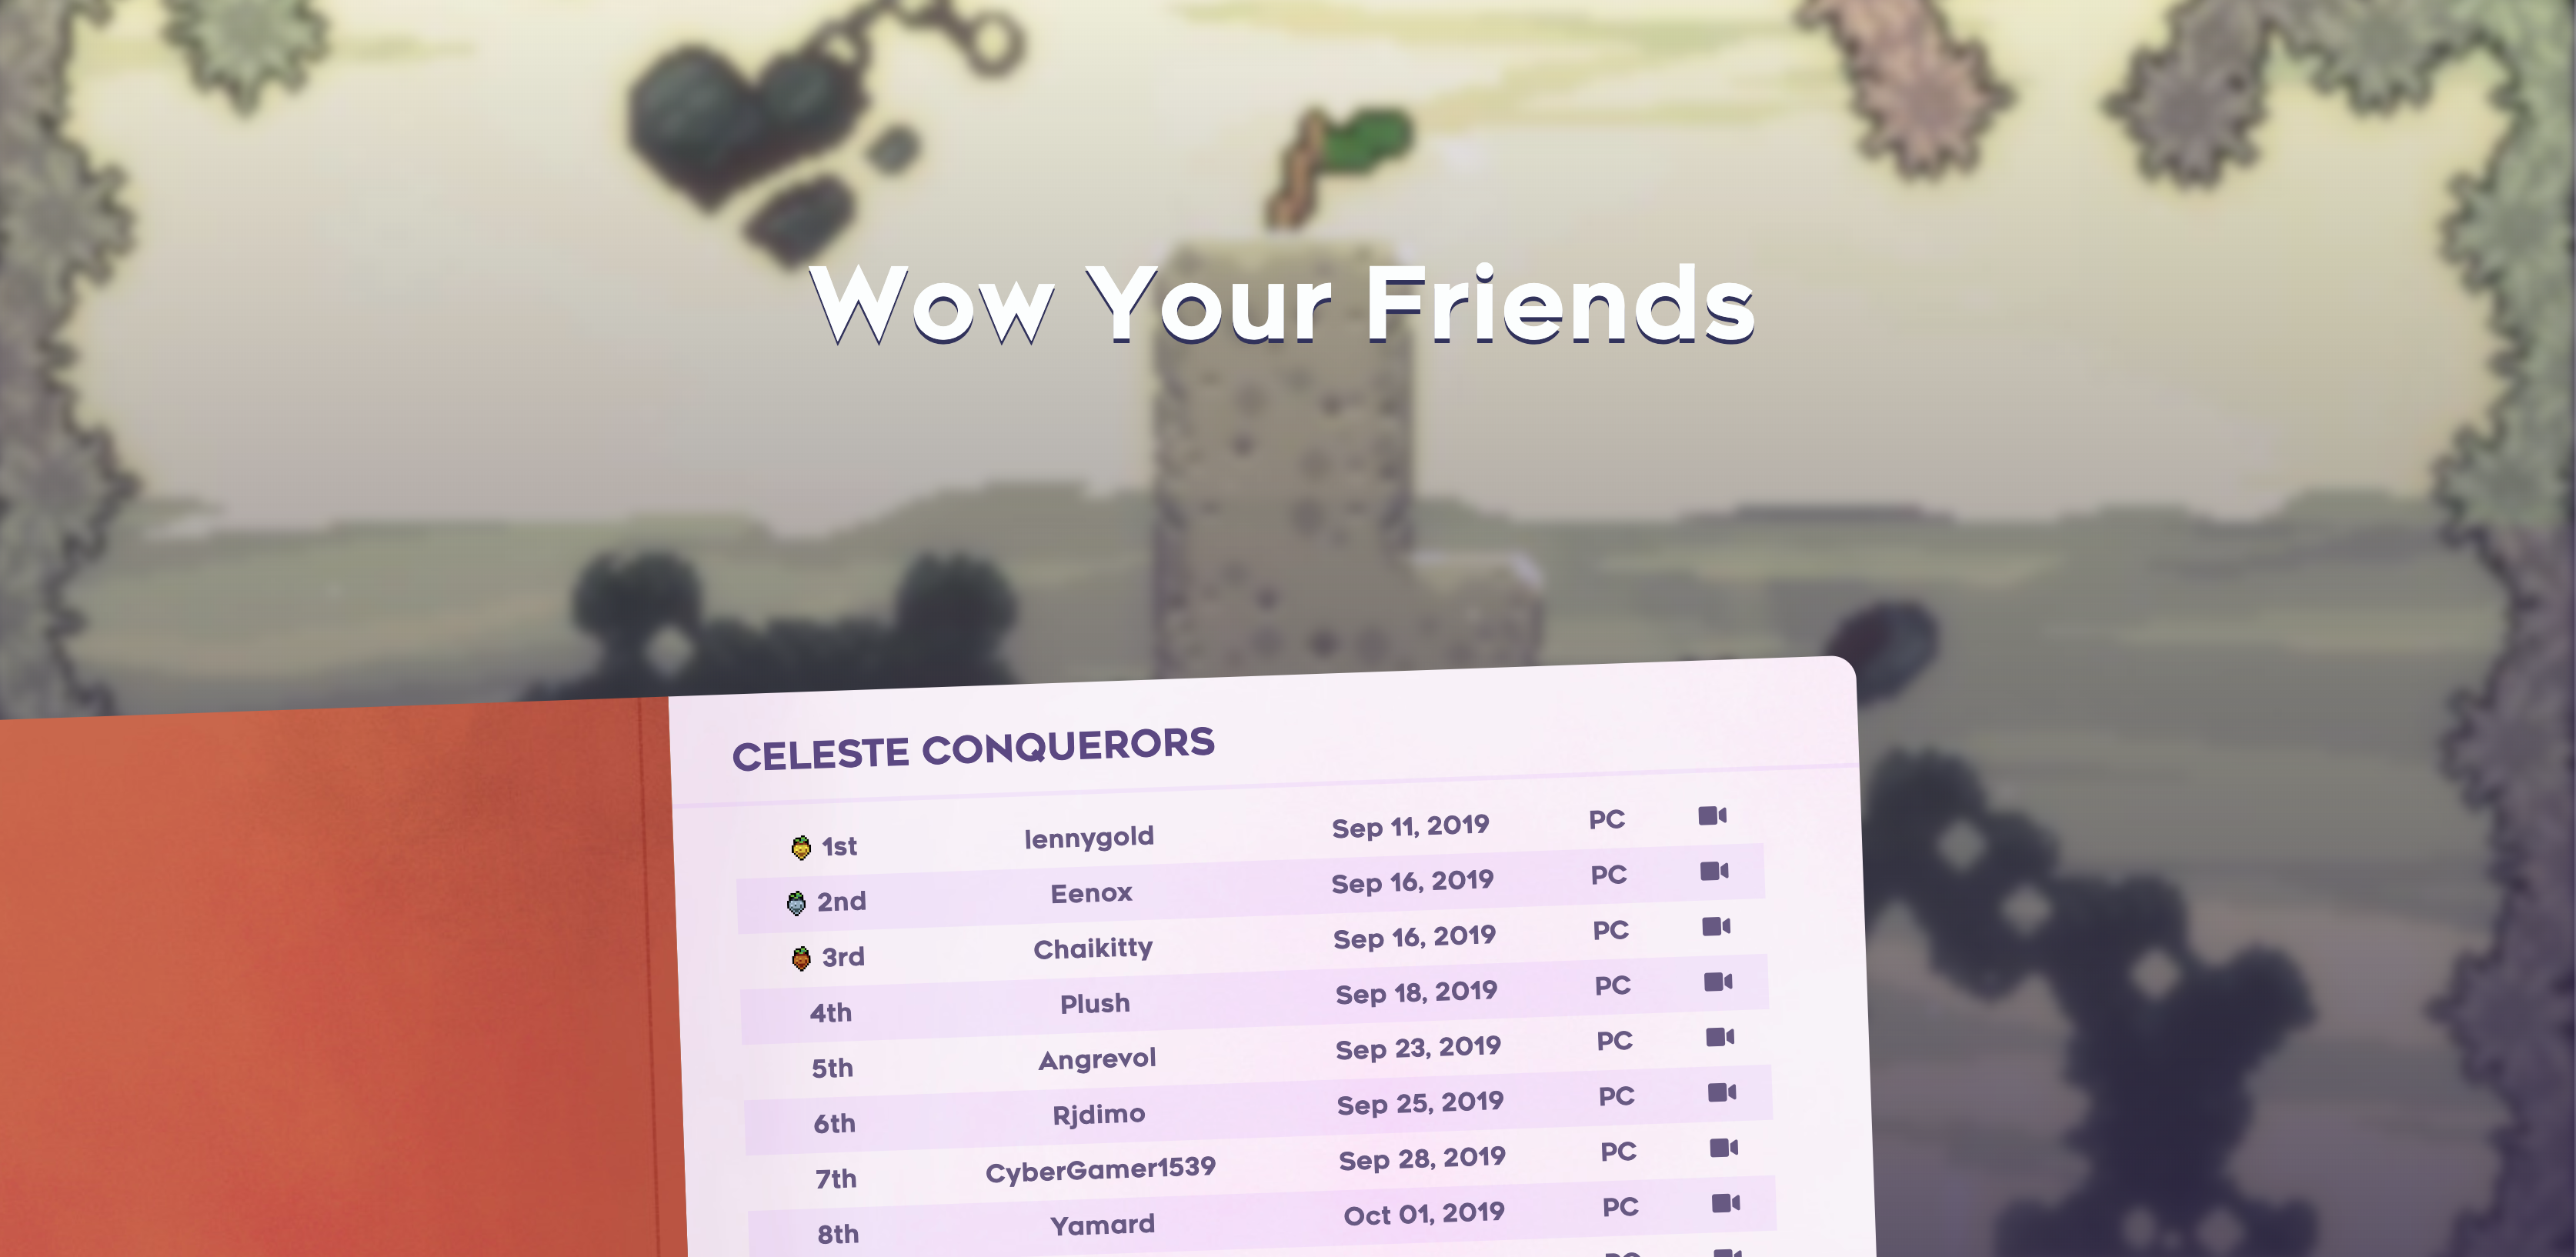 Wow Your Friends
CELESTE CONQUERORS
1st lennygold Sep 11, 2019 PC
2nd Eenox Sep 16, 2019 PC
3rd Chaikitty Sep 16, 2019 PC
4th Plush Sep 18, 2019 PC
5th Angrevol Sep 23, 2019 PC
6th Rjdimo Sep 25, 2019 PC
7th CyberGamer1539 Sep 28, 2019 PC
8th Yamard Oct 01, 2019 PC